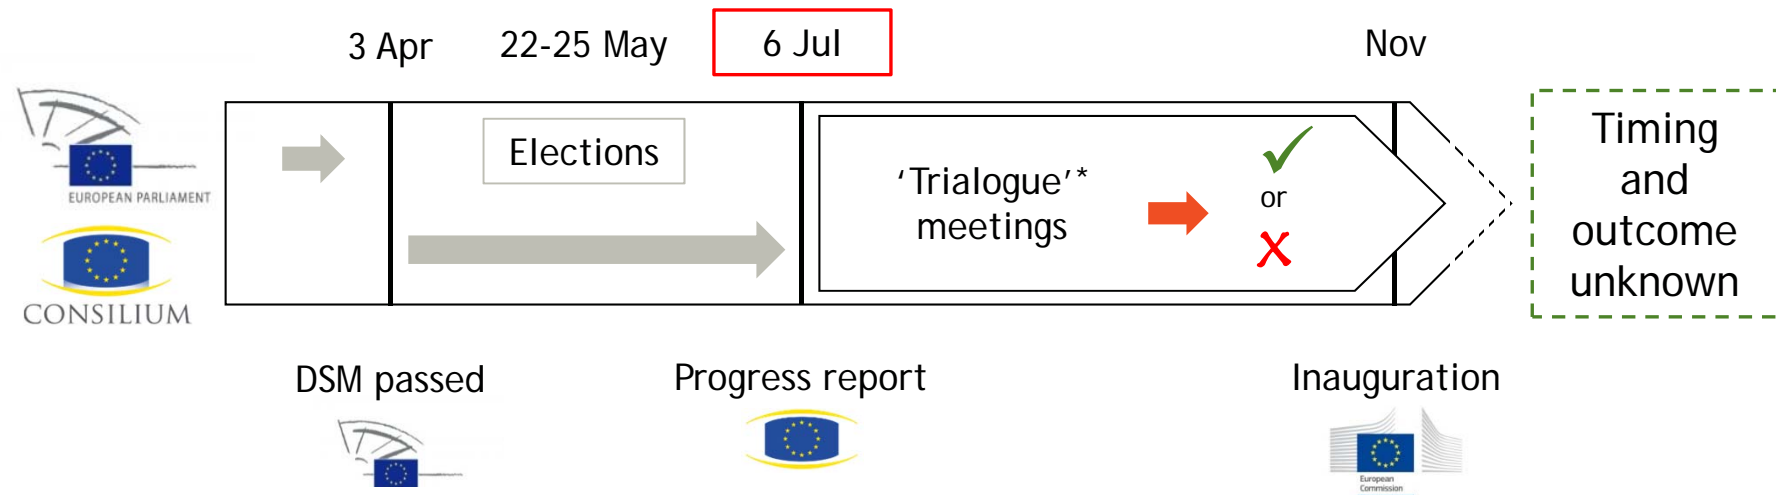 3 Apr
22-25 May
6 Jul
Nov
EUROPEAN PARLIAMENT
CONSILIUM
Elections
‘Trialogue’*
meetings
or
Timing
and
outcome
unknown
DSM passed
Progress report
Inauguration
European
Commission